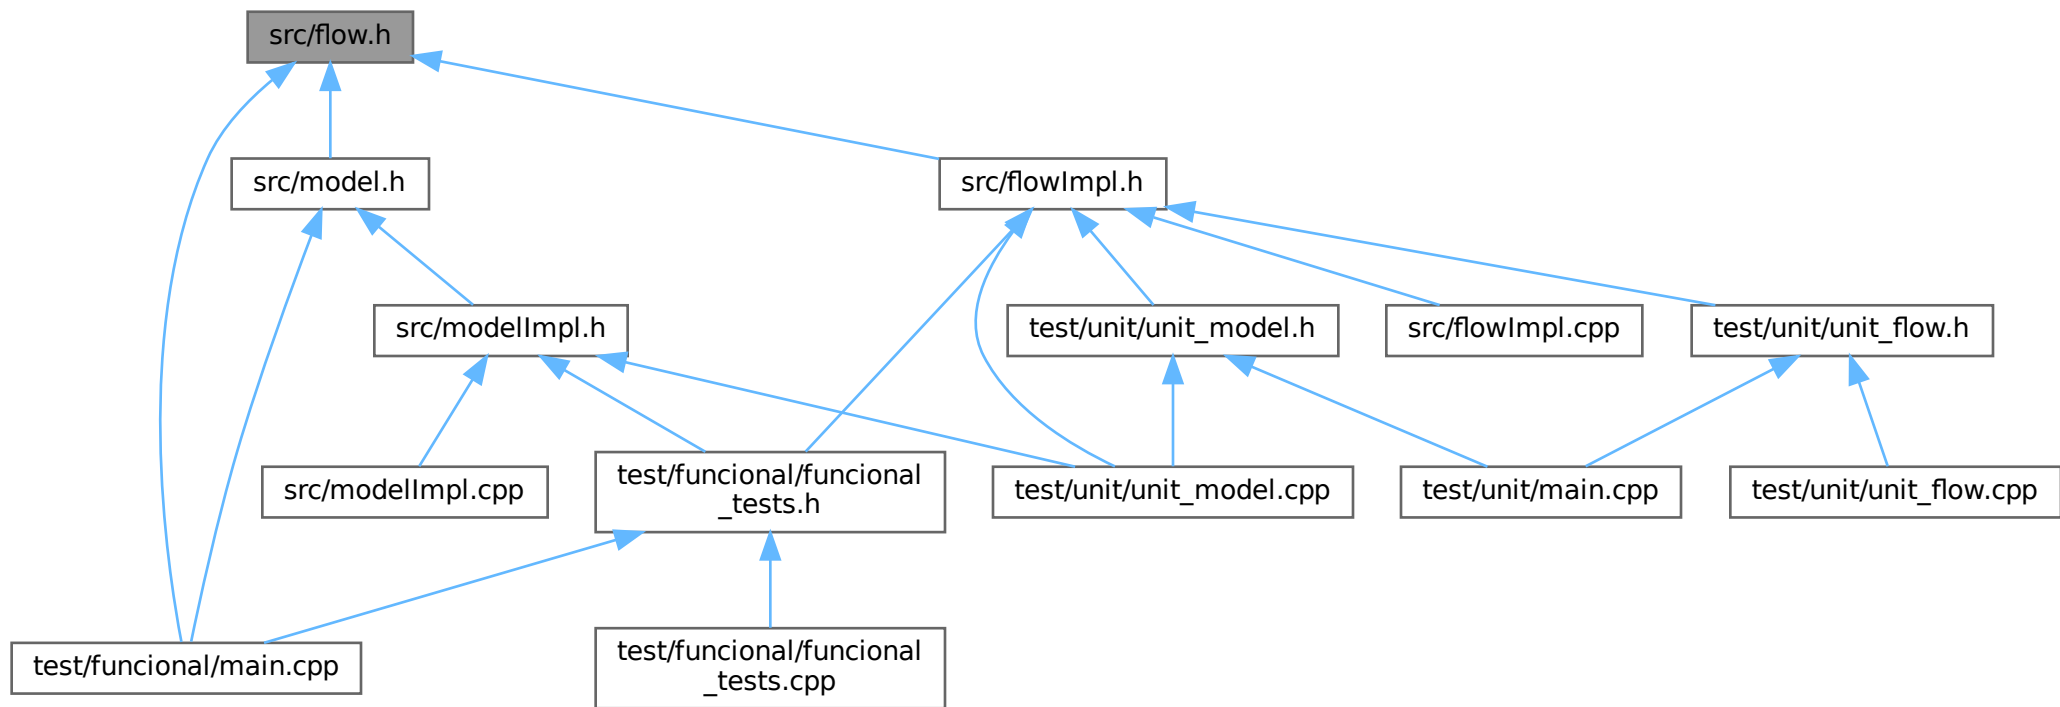 src/flow.h
src/model.h
src/flowImpl.h
src/modelImpl.h
test/unit/unit_model.h
src/flowImpl.cpp
test/unit/unit_flow.h
src/modelImpl.cpp
test/funcional/funcional
_tests.h
test/unit/unit_model.cpp
test/unit/main.cpp
test/unit/unit_flow.cpp
test/funcional/main.cpp
test/funcional/funcional
_tests.cpp